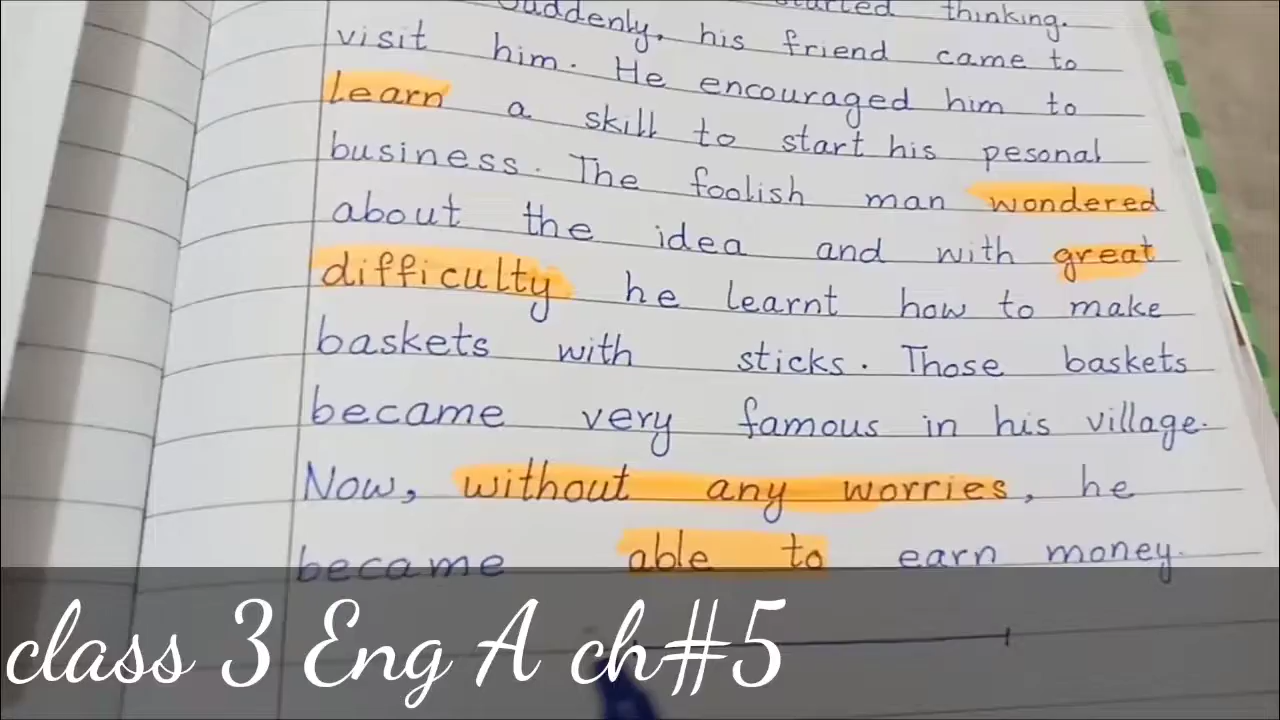 Suddenly, his friend came to
started thinking.
visit him. He encouraged him to
learn a skill to start his pesonal
business. The foolish man wondered
about the idea and with great
difficulty he learnt how to make
baskets with sticks. Those baskets
became very famous in his village.
Now, without any worries, he
became able to earn money.
class 3 Eng A ch#5